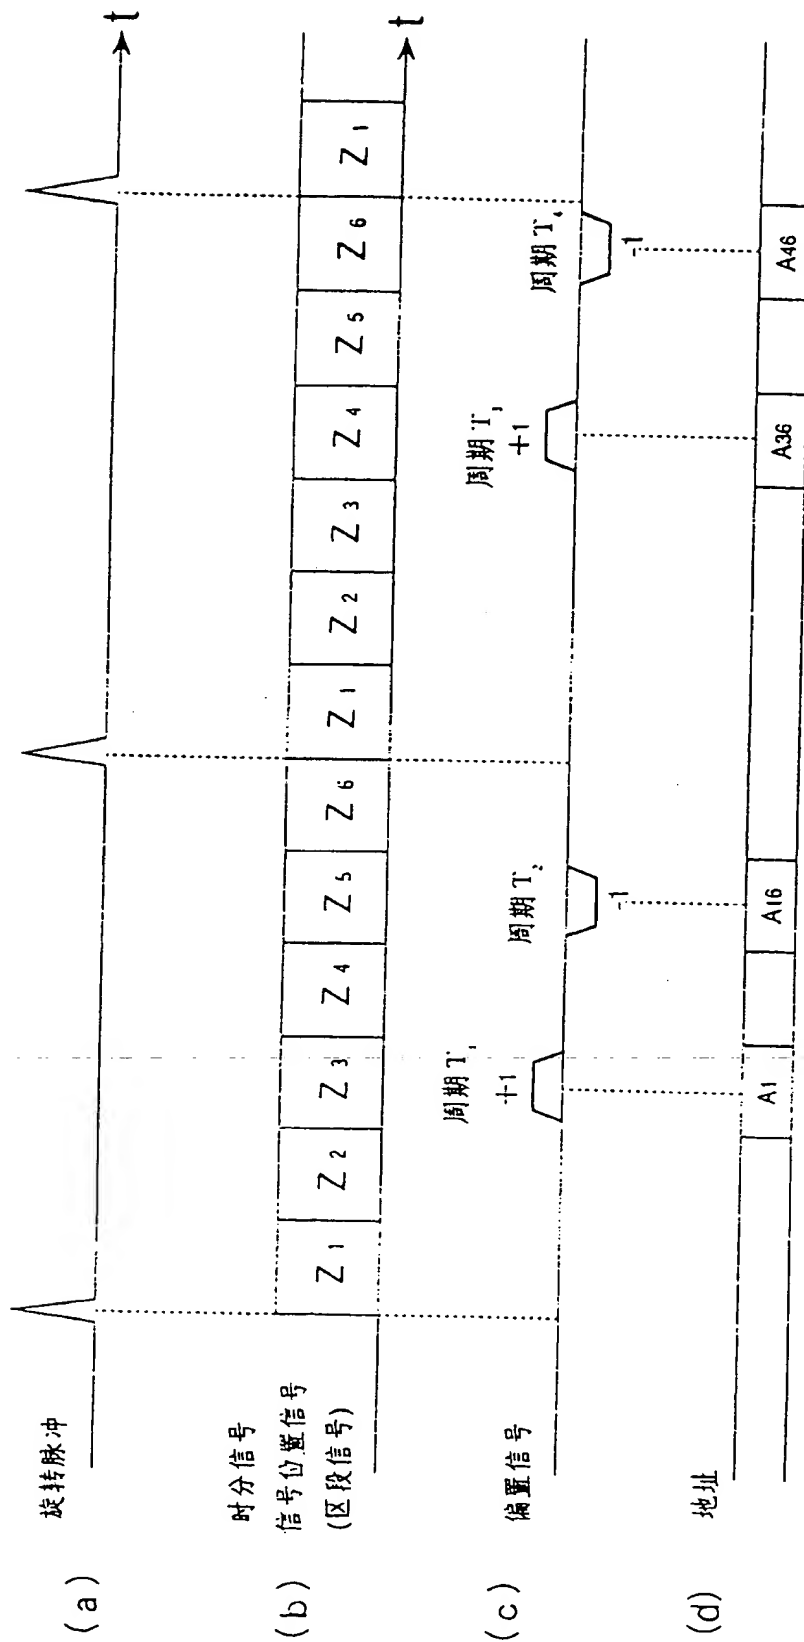 (a)
旋转脉冲
t
(b)
时分信号
信号位置信号
(区段信号)
Z1 Z2 Z3 Z4 Z5 Z6 Z1 Z2 Z3 Z4 Z5 Z6 Z1
t
(c)
偏置信号
周期T1
+1
周期T2
-1
周期T3
+1
周期T4
-1
(d)
地址
A1 A16 A36 A46